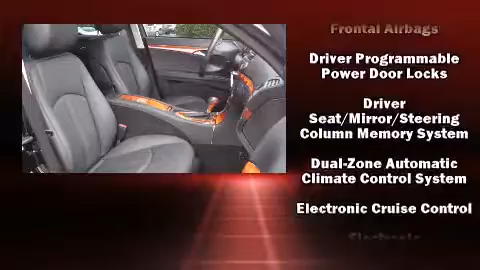 Frontal Airbags
Driver Programmable
Power Door Locks
Driver
Seat/Mirror/Steering
Column Memory System
Dual-Zone Automatic
Climate Control System
Electronic Cruise Control
Electronic